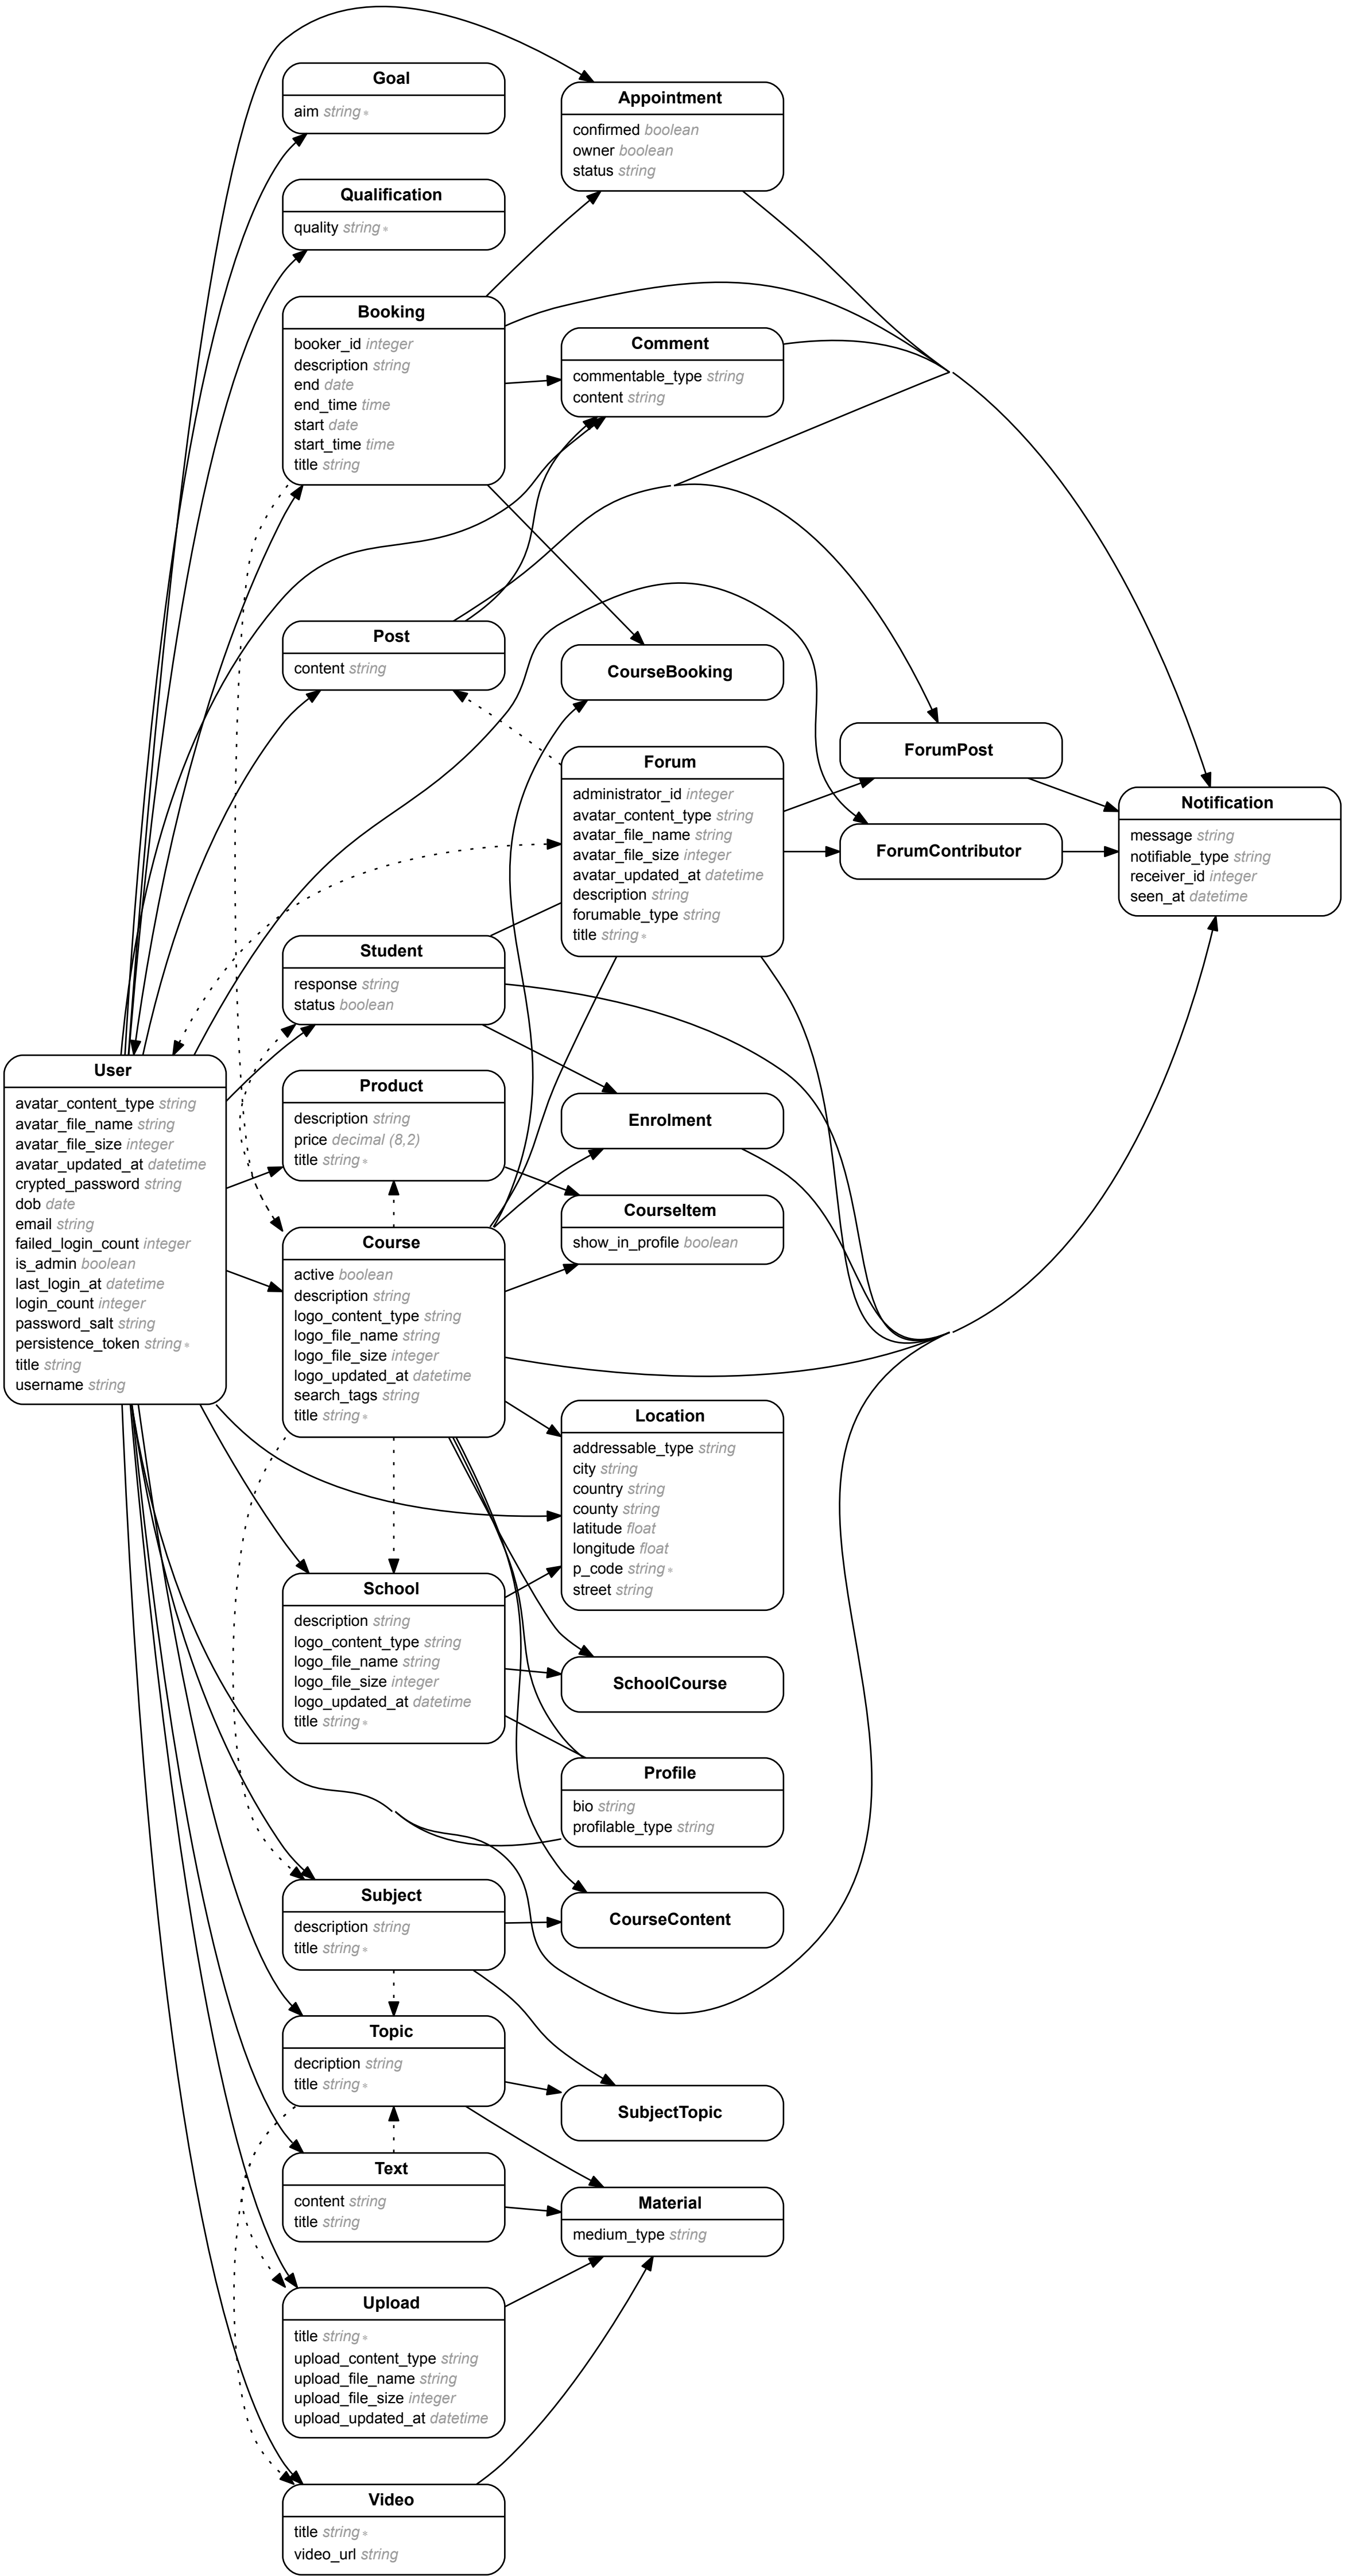 Goal
aim string *
Qualification
quality string *
Booking
booker_id integer
description string
end date
end_time time
start date
start_time time
title string
Post
content string
Student
response string
status boolean
Product
description string
price decimal (8,2)
title string *
Course
active boolean
description string
logo_content_type string
logo_file_name string
logo_file_size integer
logo_updated_at datetime
search_tags string
title string *
School
description string
logo_content_type string
logo_file_name string
logo_file_size integer
logo_updated_at datetime
title string *
Subject
description string
title string *
Topic
decription string
title string *
Text
content string
title string
Upload
title string *
upload_content_type string
upload_file_name string
upload_file_size integer
upload_updated_at datetime
Video
title string *
video_url string
User
avatar_content_type string
avatar_file_name string
avatar_file_size integer
avatar_updated_at datetime
crypted_password string
dob date
email string
failed_login_count integer
is_admin boolean
last_login_at datetime
login_count integer
password_salt string
persistence_token string *
title string
username string
Appointment
confirmed boolean
owner boolean
status string
Comment
commentable_type string
content string
CourseBooking
Forum
administrator_id integer
avatar_content_type string
avatar_file_name string
avatar_file_size integer
avatar_updated_at datetime
description string
forumable_type string
title string *
Enrolment
CourseItem
show_in_profile boolean
Location
addressable_type string
city string
country string
county string
latitude float
longitude float
p_code string *
street string
SchoolCourse
Profile
bio string
profilable_type string
CourseContent
SubjectTopic
Material
medium_type string
ForumPost
ForumContributor
Notification
message string
notifiable_type string
receiver_id integer
seen_at datetime